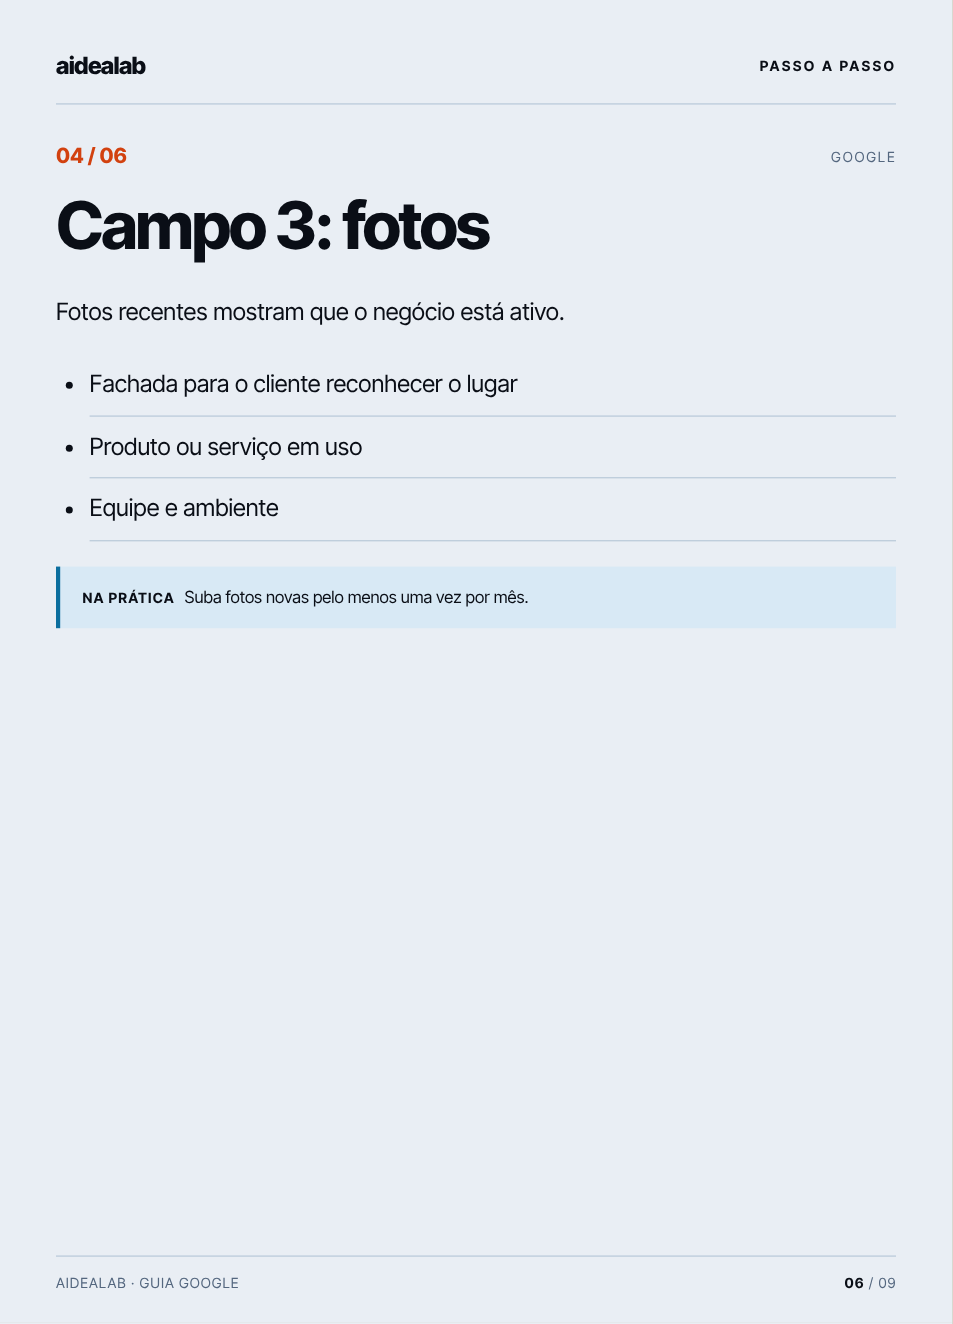 aidealab
PASSO A PASSO
04 / 06
GOOGLE
Campo 3: fotos
Fotos recentes mostram que o negócio está ativo.
• Fachada para o cliente reconhecer o lugar
• Produto ou serviço em uso
• Equipe e ambiente
NA PRÁTICA Suba fotos novas pelo menos uma vez por mês.
AIDEALAB · GUIA GOOGLE
06 / 09